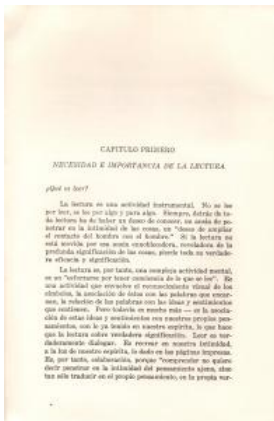 CAPITULO PRIMERO
NECESIDAD E IMPORTANCIA DE LA LECTURA
¿Qué es leer?
La lectura es una actividad instrumental. No se lee
por leer, se lee por algo y para algo. Siempre, detrás de to-
da lectura ha de haber un deseo de conocer, un ansia de pe-
netrar en la intimidad de las cosas, un "deseo de ampliar
el contacto del hombre con el hombre." Si la lectura no
está movida por esa ansia reveladora de la
profunda significación de las cosas, pierde toda su verdade-
ra eficacia y significación.
La lectura es, por tanto, una compleja actividad mental,
es un "esforzarse por tener conciencia de lo que se lee". Es
una actividad que envuelve el reconocimiento visual de los
símbolos, la asociación de éstos con las palabras que encar-
nan, la relación de las palabras con las ideas y sentimientos
que contienen. Pero todavía es mucho más — es la asocia-
ción de estas ideas y sentimientos con nuestros propios pen-
samientos, con lo ya tenido en nuestro espíritu, lo que hace
que la lectura cobre verdadera significación. Leer es ver-
daderamente dialogar. Es recrear en nuestra intimidad,
a la luz de nuestro espíritu, lo dado en las páginas impresas.
Es, por tanto, colaboración, porque "comprender no quiere
decir penetrar en la intimidad del pensamiento ajeno, sino
tan sólo traducir en el propio pensamiento, en la propia